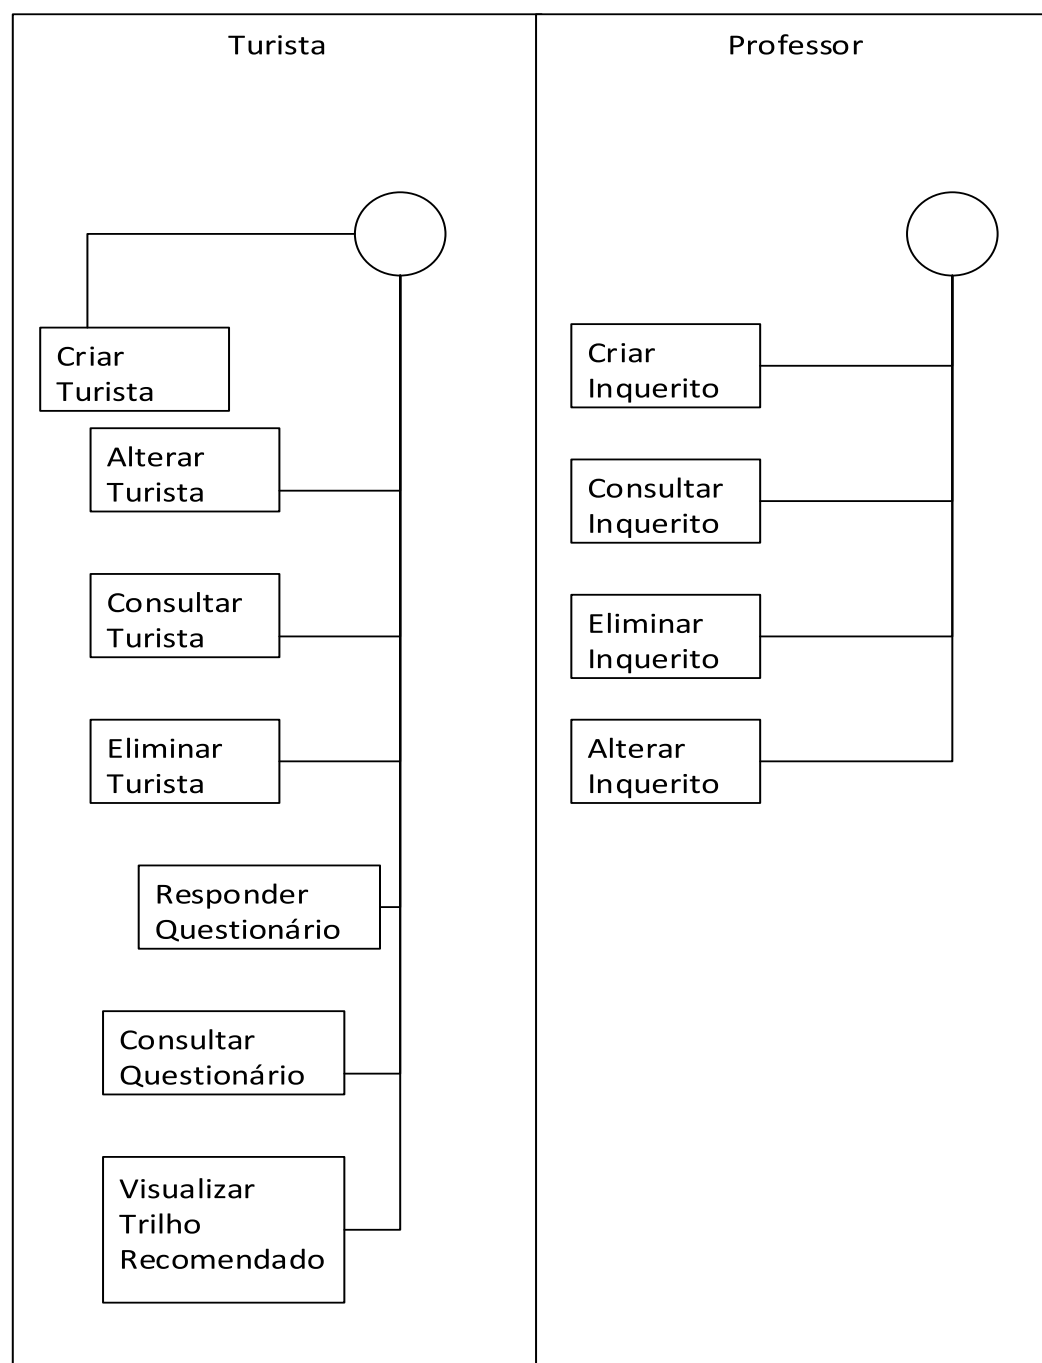 Turista
Criar
Turista
Alterar
Turista
Consultar
Turista
Eliminar
Turista
Responder
Questionário
Consultar
Questionário
Visualizar
Trilho
Recomendado
Professor
Criar
Inquerito
Consultar
Inquerito
Eliminar
Inquerito
Alterar
Inquerito